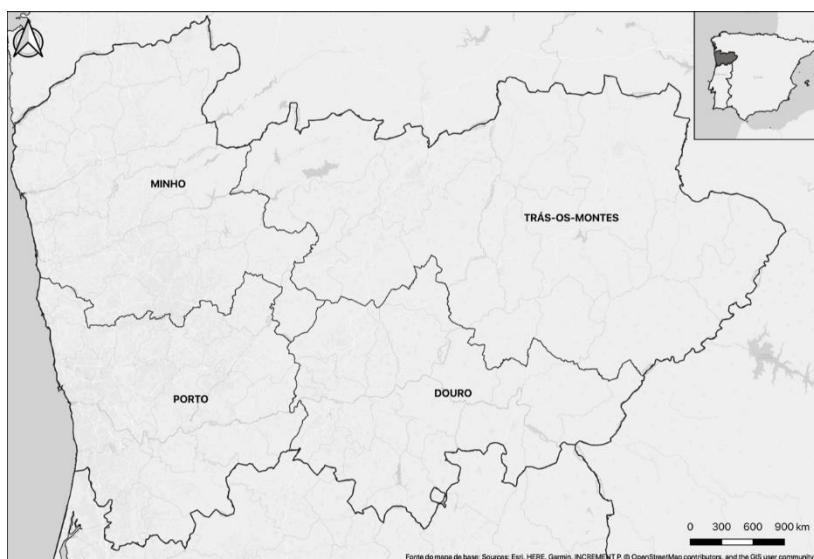 MINHO
TRÁS-OS-MONTES
PORTO
DOURO
0 300 600 900 km
Fonte do mapa de base: Sources: Esri, HERE, Garmin, INCREMENT P, © OpenStreetMap contributors, and the GIS user community